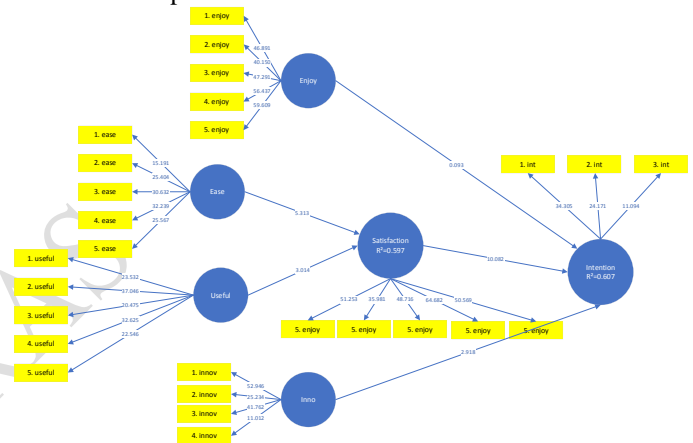 1. enjoy
2. enjoy
3. enjoy
4. enjoy
5. enjoy
46.891
40.151
47.291
56.437
59.609
Enjoy
1. ease
2. ease
3. ease
4. ease
5. ease
15.191
25.404
30.632
32.239
25.567
Ease
0.093
1. int
2. int
3. int
34.305
24.171
11.094
5.313
Satisfaction
R²=0.597
10.082
Intention
R²=0.607
1. useful
2. useful
3. useful
4. useful
5. useful
23.532
37.046
20.475
32.625
22.546
Useful
3.014
51.253
35.981
48.716
64.682
50.569
5. enjoy
5. enjoy
5. enjoy
5. enjoy
5. enjoy
2.918
1. innov
2. innov
3. innov
4. innov
52.946
25.234
41.762
11.012
Inno